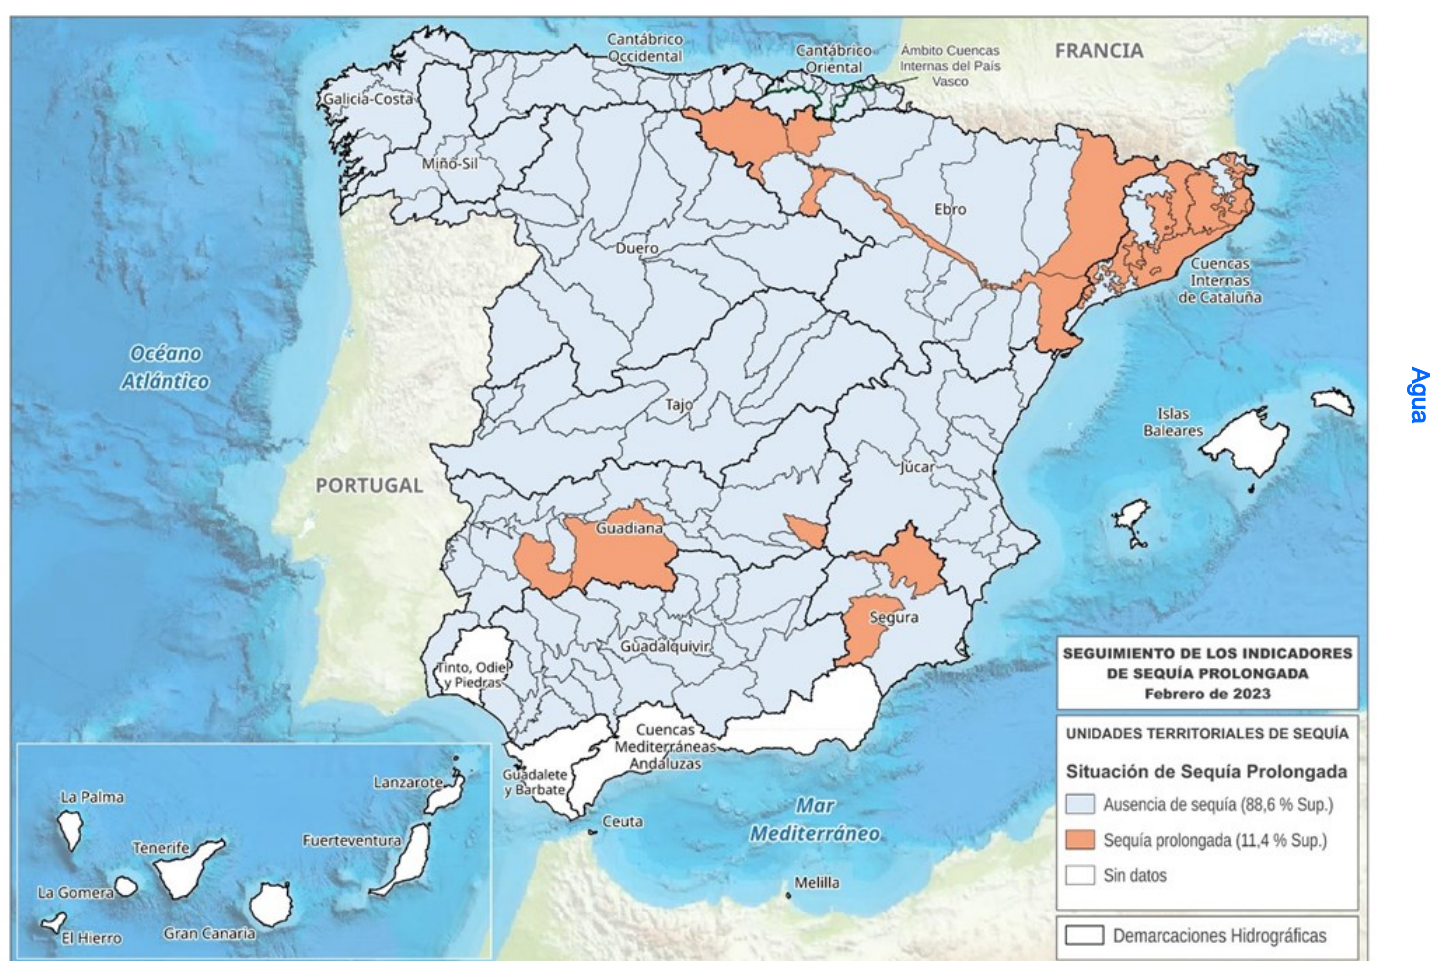 Cantábrico
Occidental
Cantábrico
Oriental
Ámbito Cuencas
Internas del País
Vasco
FRANCIA
Galicia-Costa
Miño-Sil
Ebro
Duero
Cuencas
Internas
de Cataluña
Océano
Atlántico
Agua
Tajo
Islas
Baleares
Júcar
PORTUGAL
Guadiana
Segura
Guadalquivir
Tinto, Odiel
y Piedras
SEGUIMIENTO DE LOS INDICADORES
DE SEQUÍA PROLONGADA
Febrero de 2023
Cuencas
Mediterráneas
Andaluzas
Guadalete
y Barbate
UNIDADES TERRITORIALES DE SEQUÍA
Situación de Sequía Prolongada
Ausencia de sequía (88,6 % Sup.)
Sequía prolongada (11,4 % Sup.)
Sin datos
Demarcaciones Hidrográficas
Mar
Mediterráneo
Ceuta
Melilla
Lanzarote
La Palma
Fuerteventura
Tenerife
La Gomera
El Hierro
Gran Canaria